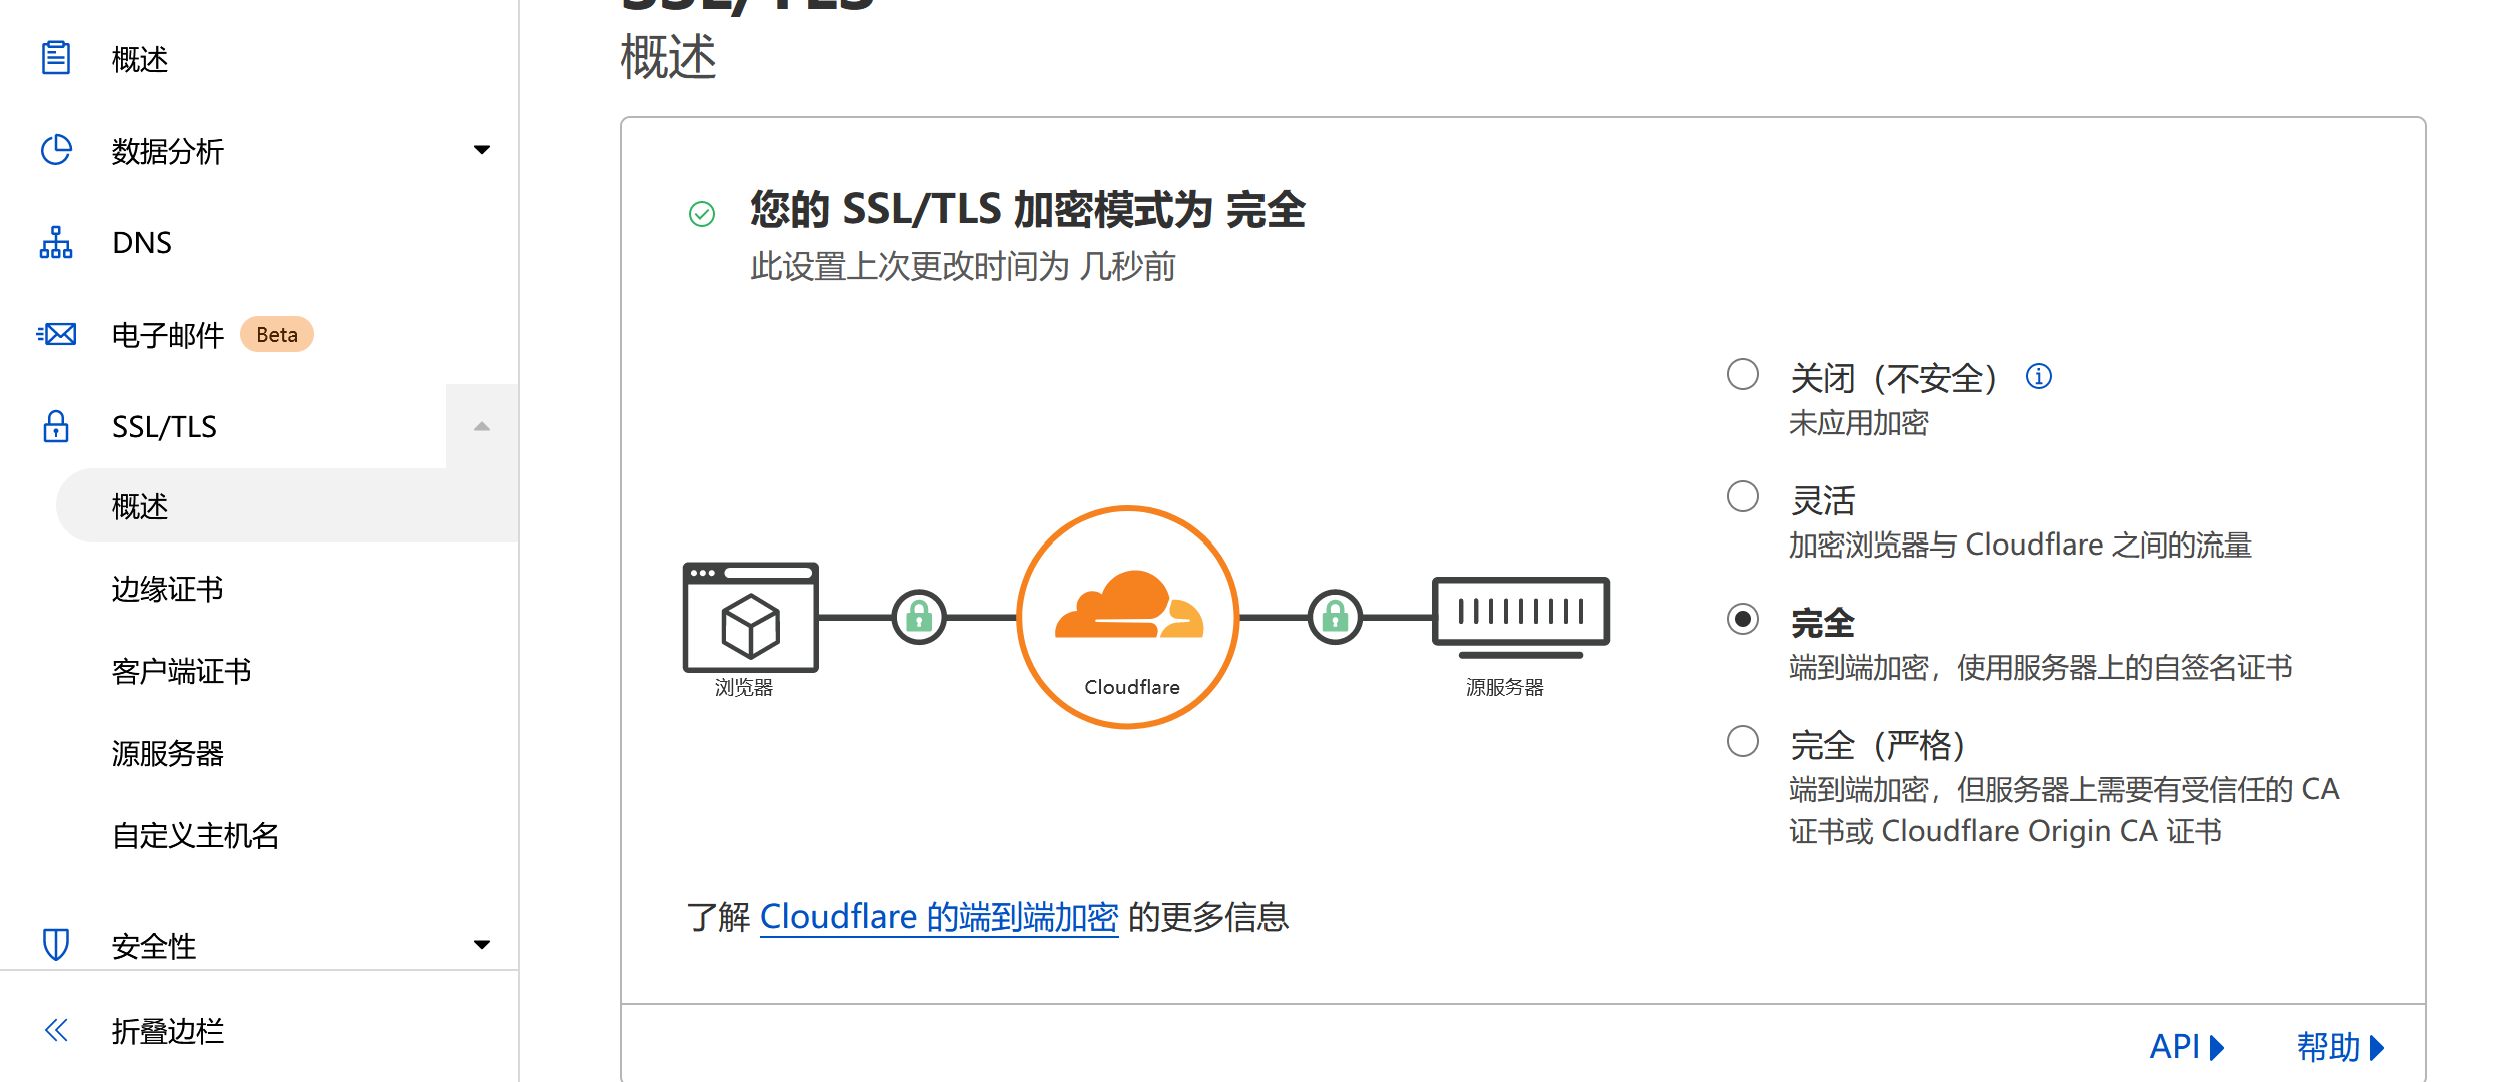 概述
数据分析
DNS
电子邮件 Beta
SSL/TLS
概述
边缘证书
客户端证书
源服务器
自定义主机名
安全性
折叠边栏
SSL/TLS
概述
您的 SSL/TLS 加密模式为 完全
此设置上次更改时间为 几秒前
浏览器
Cloudflare
源服务器
关闭（不安全）
未应用加密
灵活
加密浏览器与 Cloudflare 之间的流量
完全
端到端加密，使用服务器上的自签名证书
完全（严格）
端到端加密，但服务器上需要有受信任的 CA
证书或 Cloudflare Origin CA 证书
了解 Cloudflare 的端到端加密 的更多信息
API
帮助